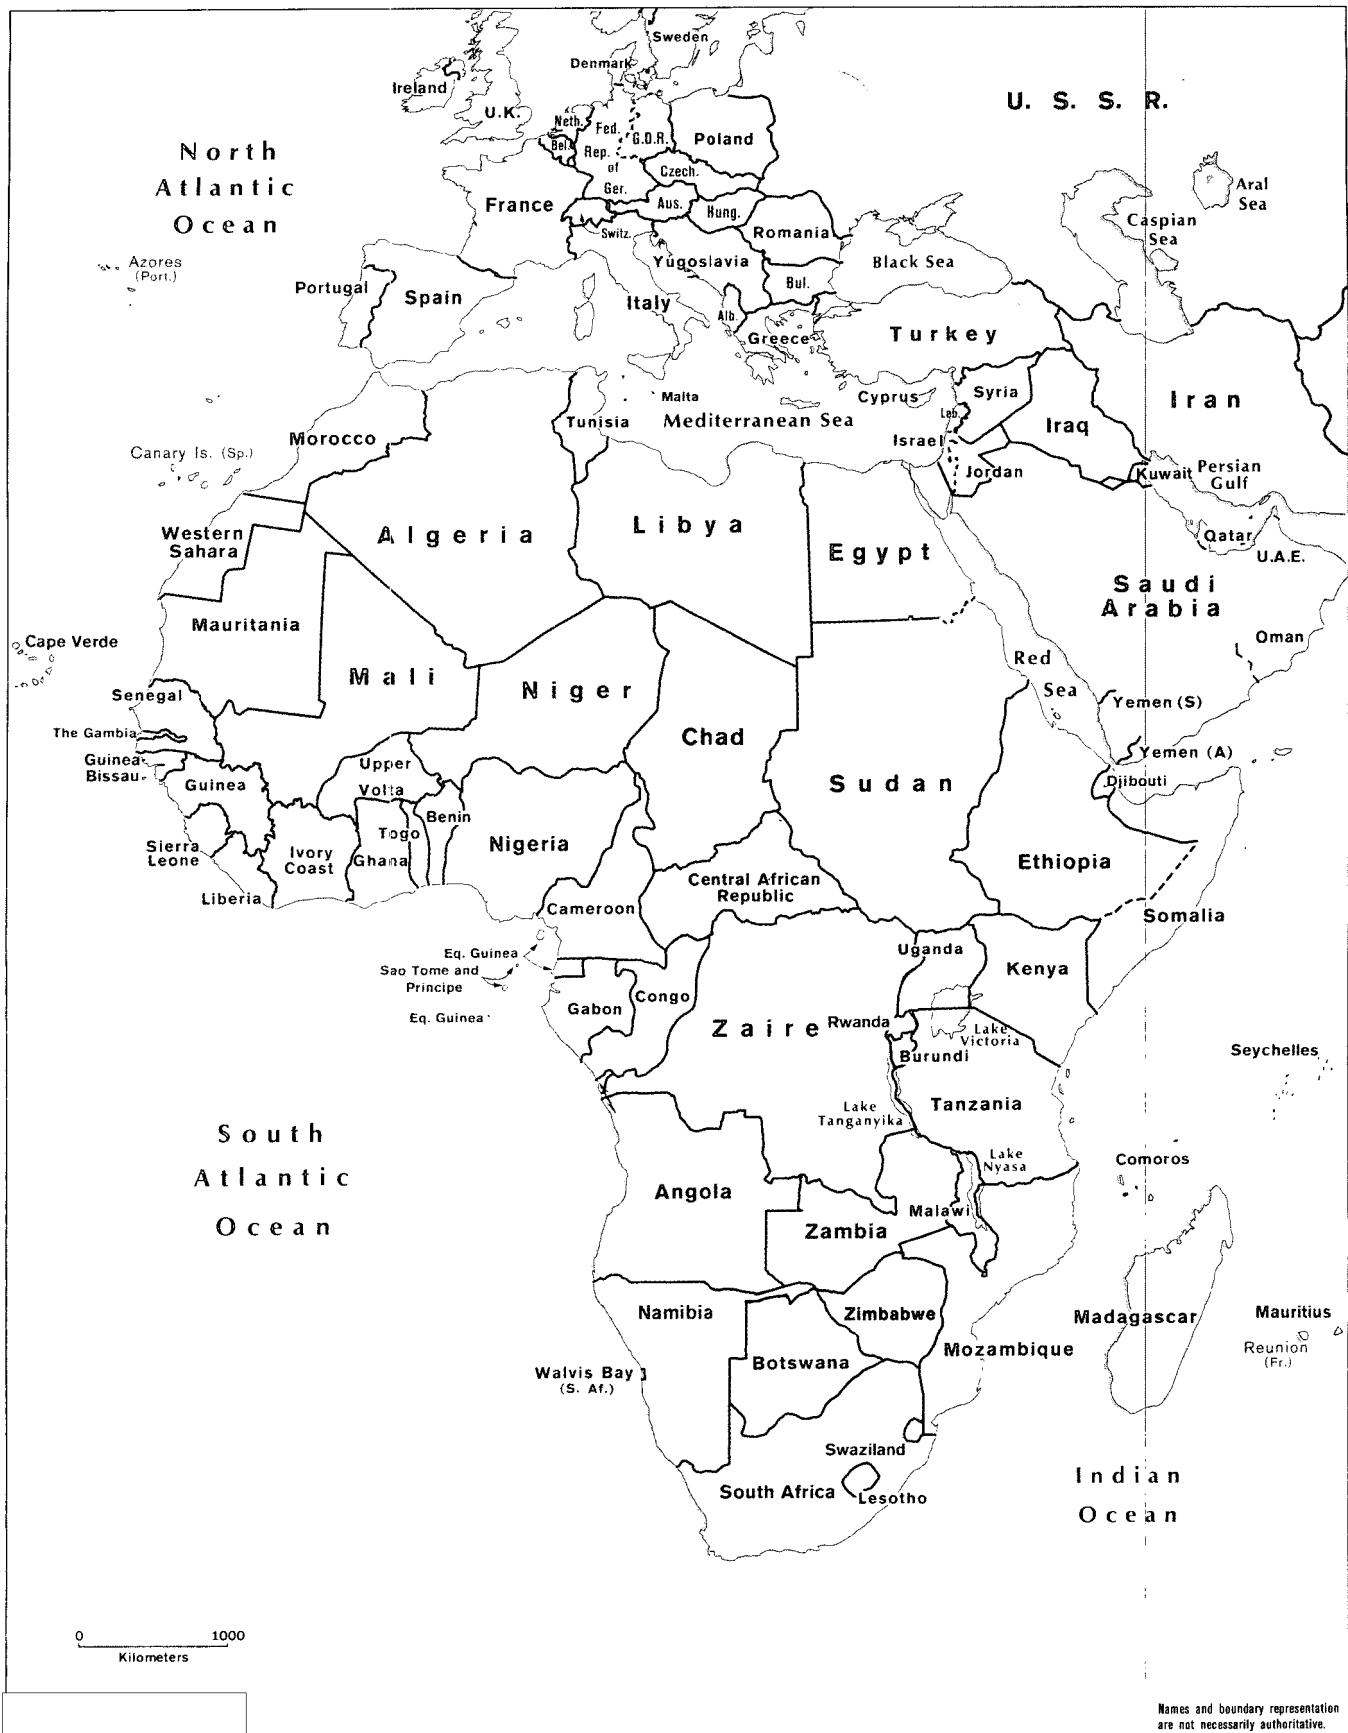 Sweden
Denmark
Ireland
U.K.
U. S. S. R.
Neth.
Fed.
G.D.R.
Poland
Bel.
Rep.
of
Ger.
Czech.
North
Atlantic
Ocean
France
Aus.
Hung.
Switz.
Romania
Aral
Sea
Caspian
Sea
Yugoslavia
Black Sea
Azores
(Port.)
Portugal
Spain
Italy
Bul.
Alb.
Greece
Turkey
Malta
Cyprus
Syria
Iran
Leb.
Tunisia
Mediterranean Sea
Iraq
Morocco
Israel
Canary Is. (Sp.)
Jordan
Kuwait
Persian
Gulf
Western
Sahara
Algeria
Libya
Egypt
Qatar
U.A.E.
Saudi
Arabia
Mauritania
Cape Verde
Oman
Red
Sea
Mali
Niger
Senegal
Yemen (S)
The Gambia
Chad
Yemen (A)
Guinea-
Bissau
Upper
Volta
Guinea
Sudan
Djibouti
Benin
Togo
Nigeria
Sierra
Leone
Ivory
Coast
Ghana
Ethiopia
Central African
Republic
Liberia
Cameroon
Somalia
Eq. Guinea
Uganda
Kenya
Sao Tome and
Principe
Congo
Gabon
Eq. Guinea
Zaire
Rwanda
Lake
Victoria
Burundi
Seychelles
Lake
Tanganyika
Tanzania
South
Atlantic
Ocean
Lake
Nyasa
Comoros
Angola
Malawi
Zambia
Namibia
Zimbabwe
Madagascar
Mauritius
Mozambique
Reunion
(Fr.)
Botswana
Walvis Bay
(S. Af.)
Swaziland
South Africa
Lesotho
Indian
Ocean
0 1000
Kilometers
Names and boundary representation
are not necessarily authoritative.